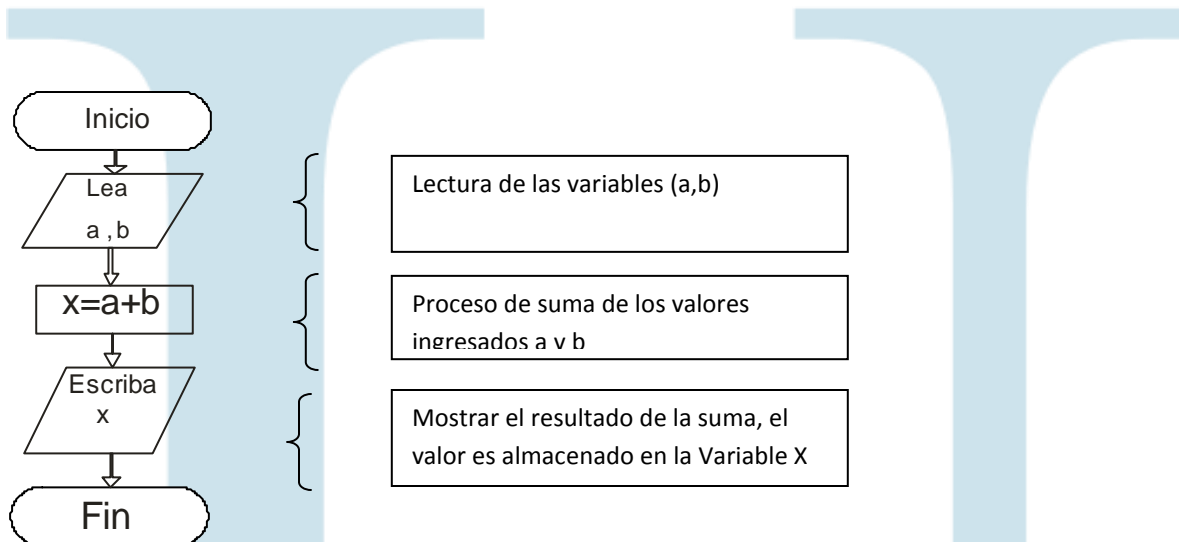 Inicio
Lea
a , b
Lectura de las variables (a,b)
x=a+b
Proceso de suma de los valores
ingresados a y b
Escriba
x
Mostrar el resultado de la suma, el
valor es almacenado en la Variable X
Fin